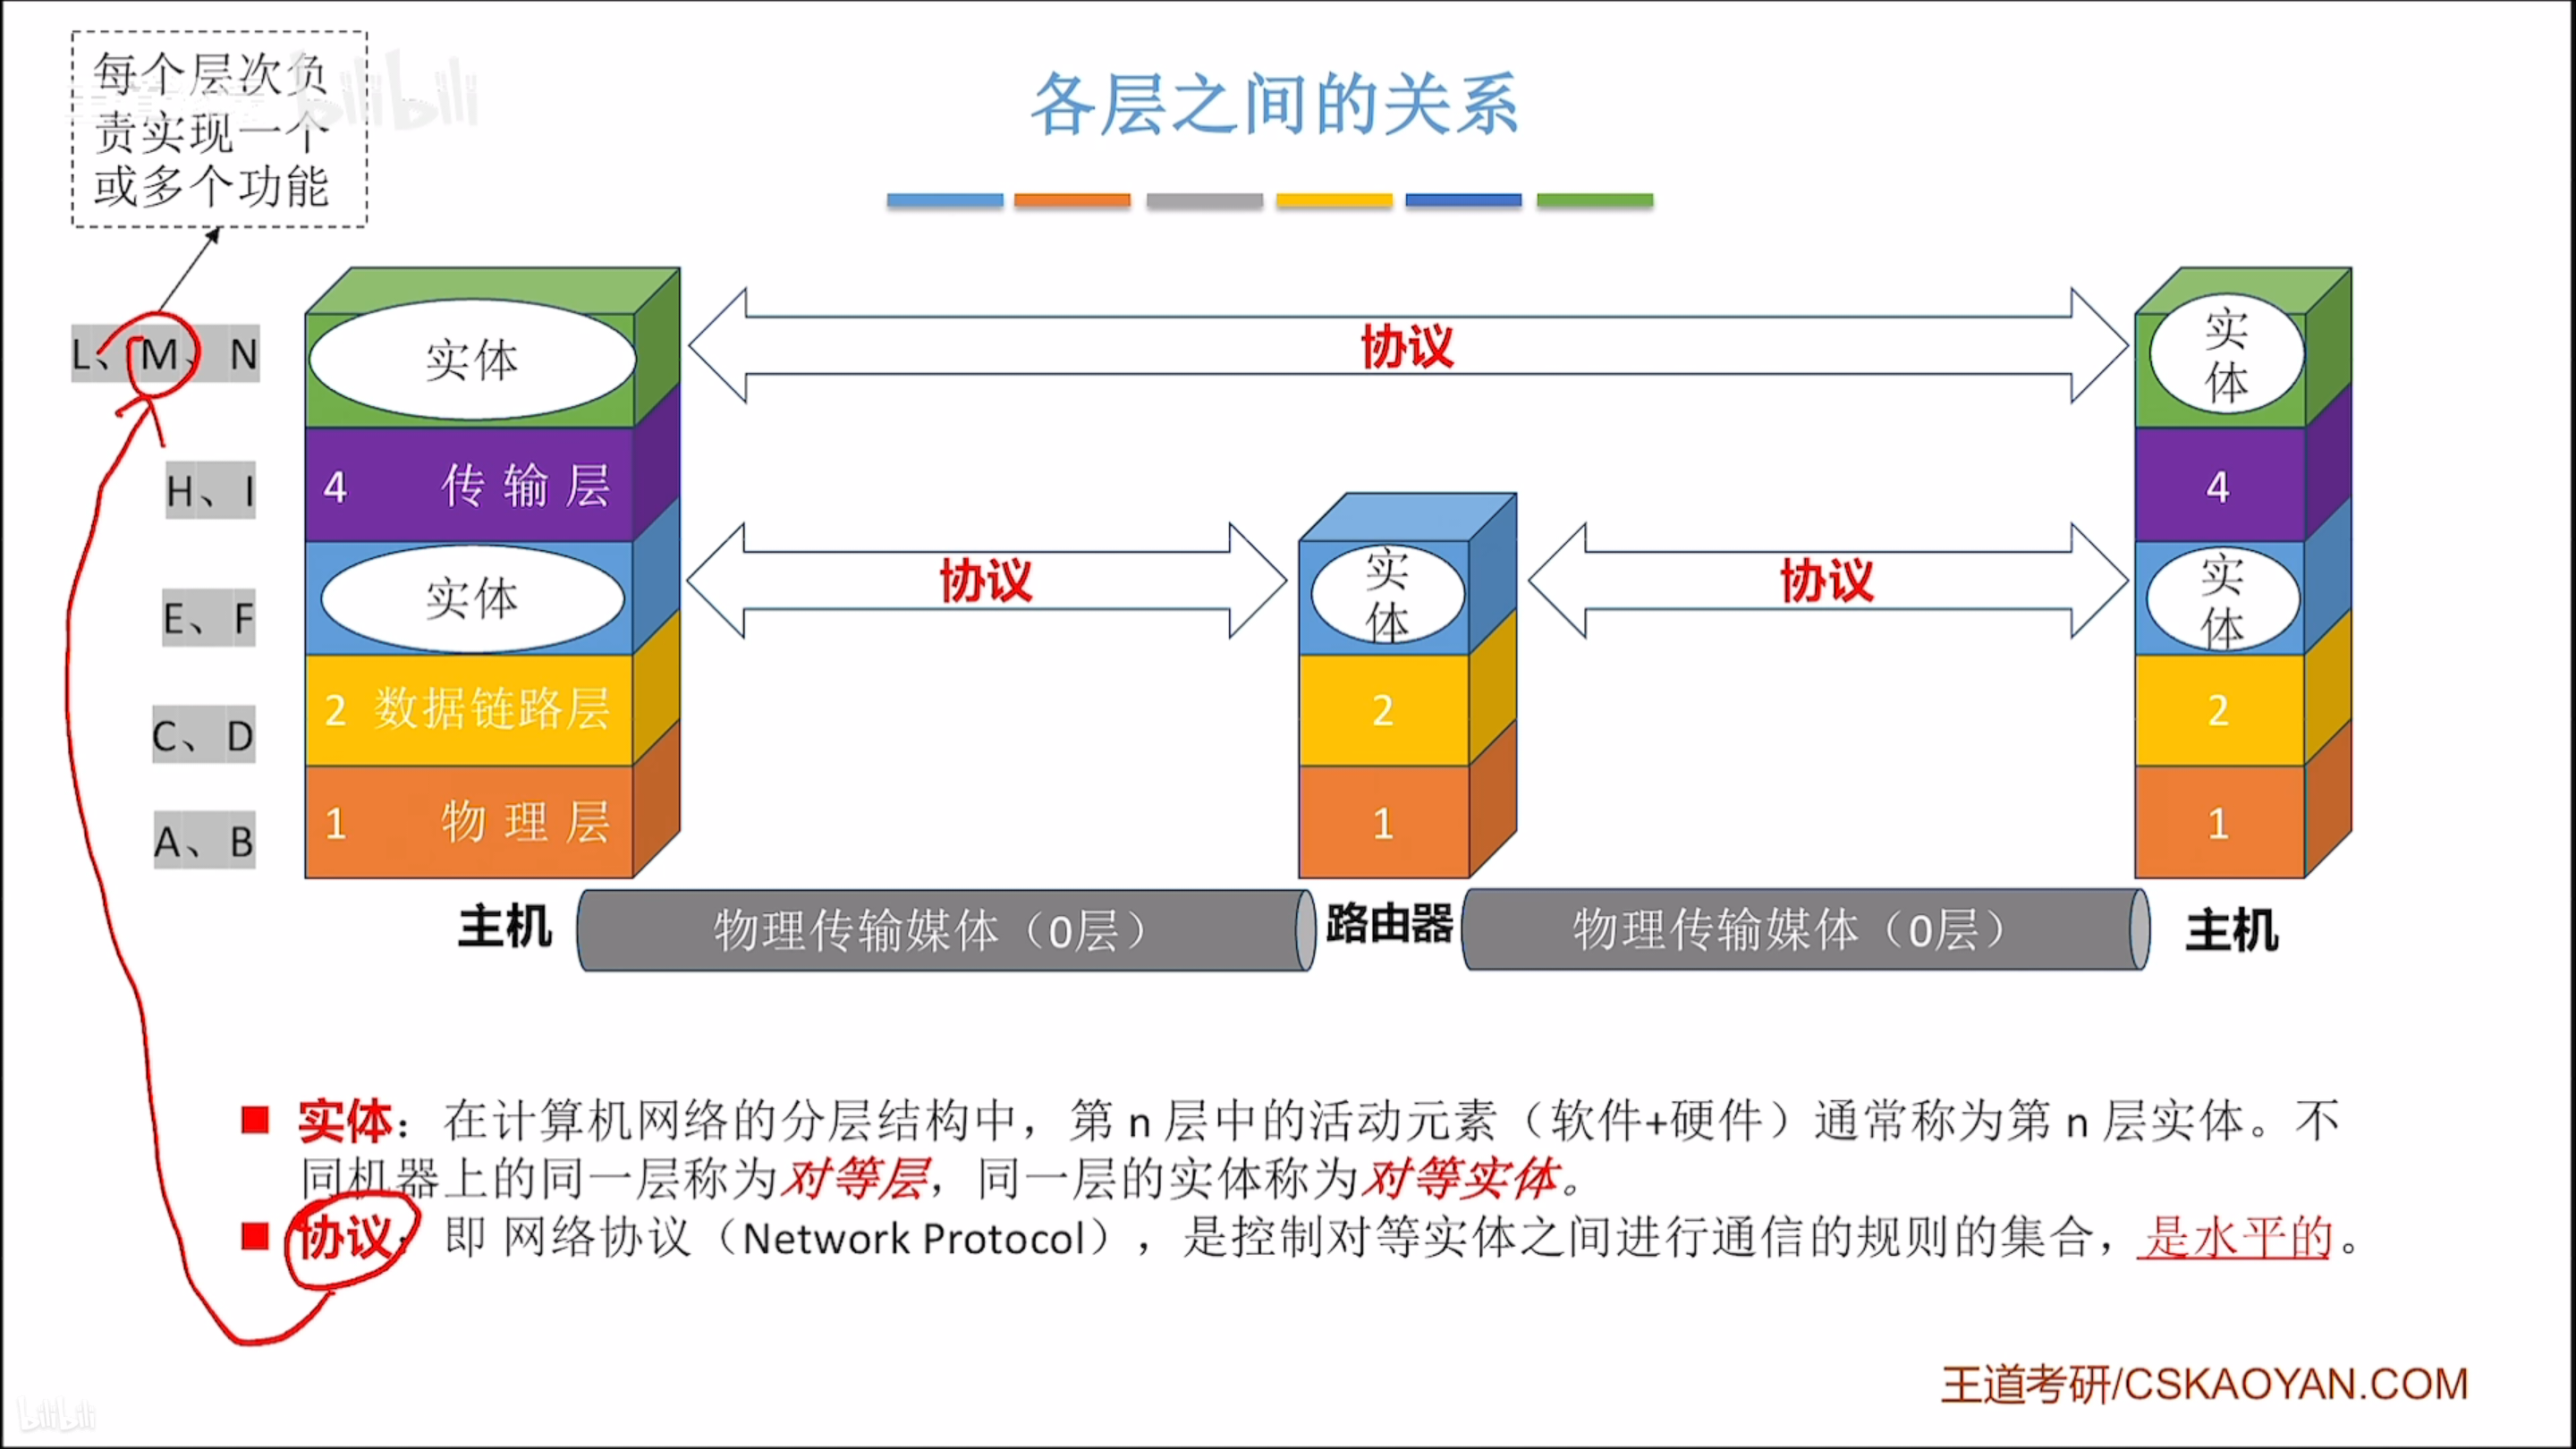 每个层次负
责实现一个
或多个功能
各层之间的关系
L、M、N
实体
协议
实体
H、I
4 传输层
4
E、F
实体
协议
实体
协议
实体
C、D
2 数据链路层
2
2
A、B
1 物理层
1
1
主机
物理传输媒体（0层）
路由器
物理传输媒体（0层）
主机
■ 实体：在计算机网络的分层结构中，第 n 层中的活动元素（软件+硬件）通常称为第 n 层实体。不
同机器上的同一层称为对等层，同一层的实体称为对等实体。
■ 协议：即 网络协议（Network Protocol），是控制对等实体之间进行通信的规则的集合，是水平的。
王道考研/CSKAOYAN.COM
bilibili
bilibili